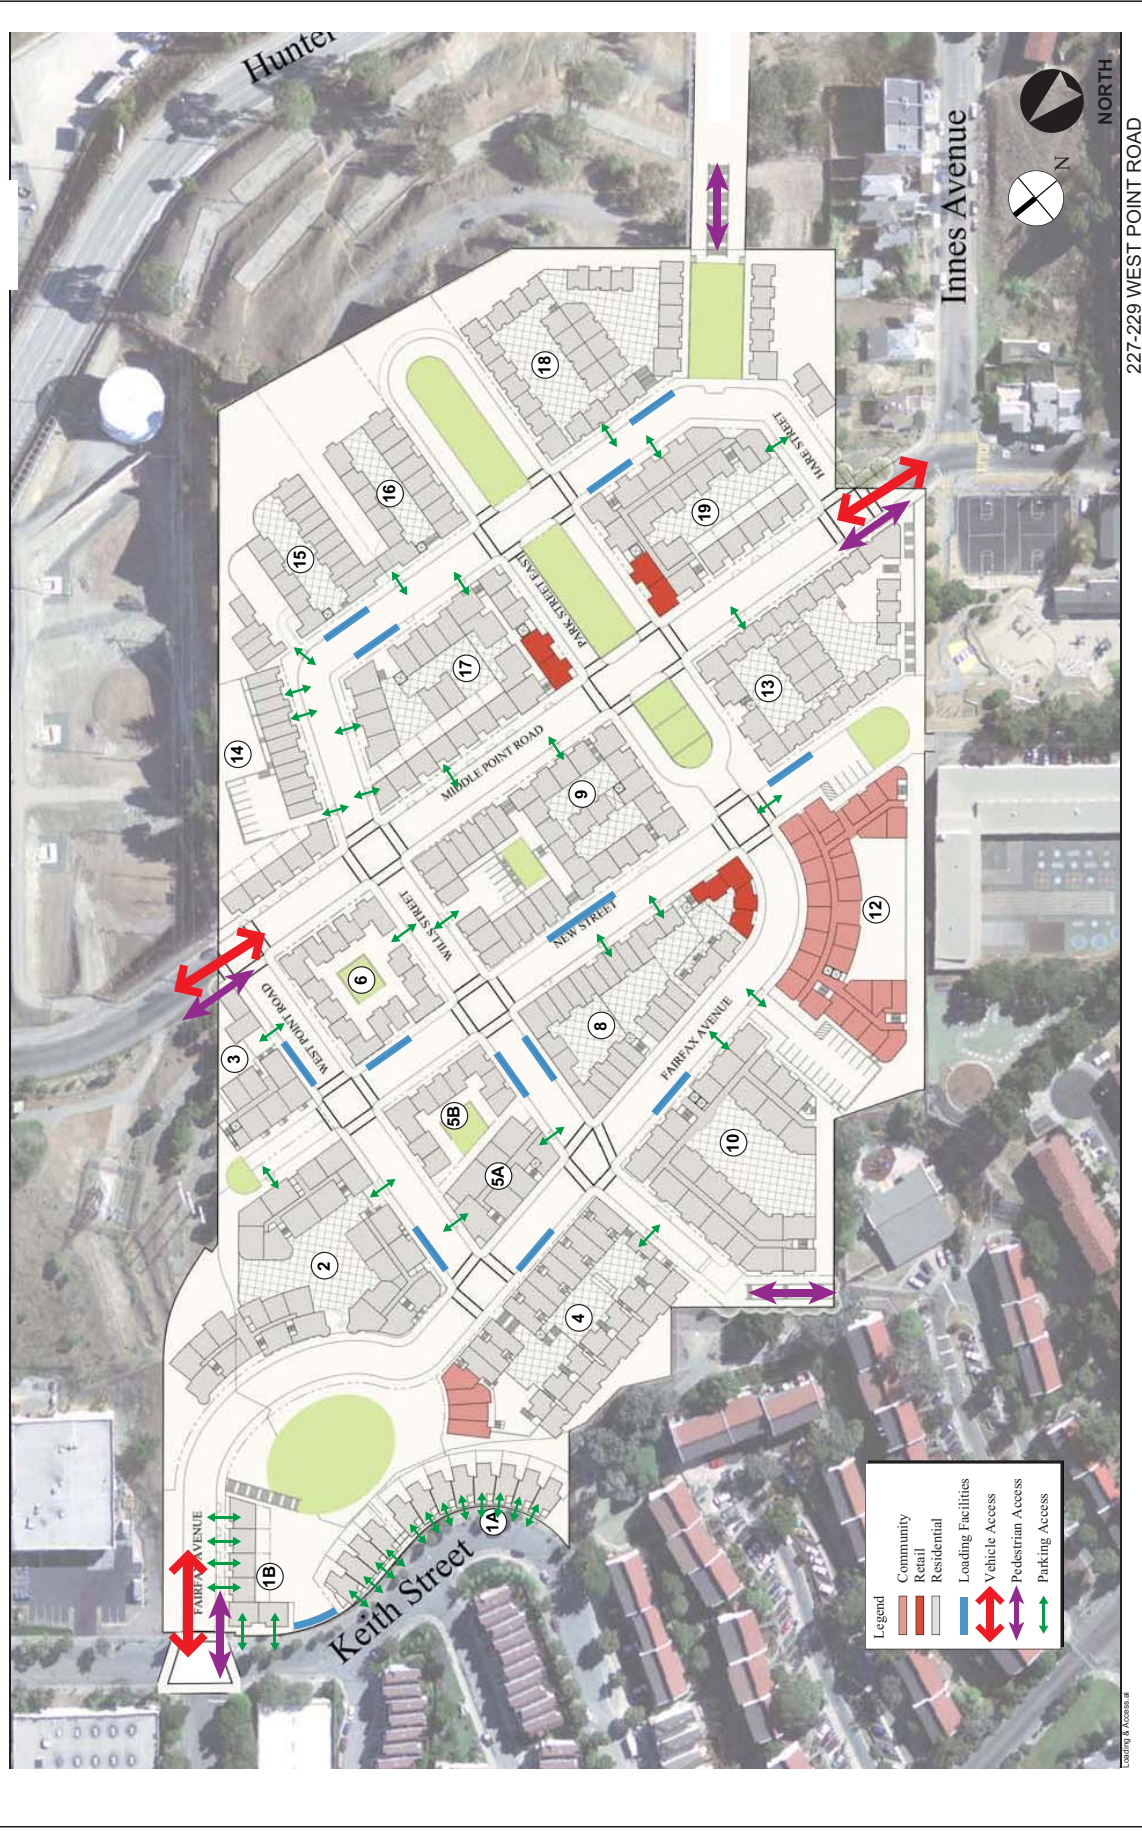 Hunter
Innes Avenue
NORTH
N
227-229 WEST POINT ROAD
18
HARE STREET
16
15
19
PARK STREET EAST
17
13
14
MIDDLE POINT ROAD
9
12
WILLS STREET
NEW STREET
6
8
WEST POINT ROAD
3
FAIRFAX AVENUE
5B
10
5A
2
4
FAIRFAX AVENUE
1B
1A
Keith Street
Legend
Community
Retail
Residential
Loading Facilities
Vehicle Access
Pedestrian Access
Parking Access
Loading & Access.ai